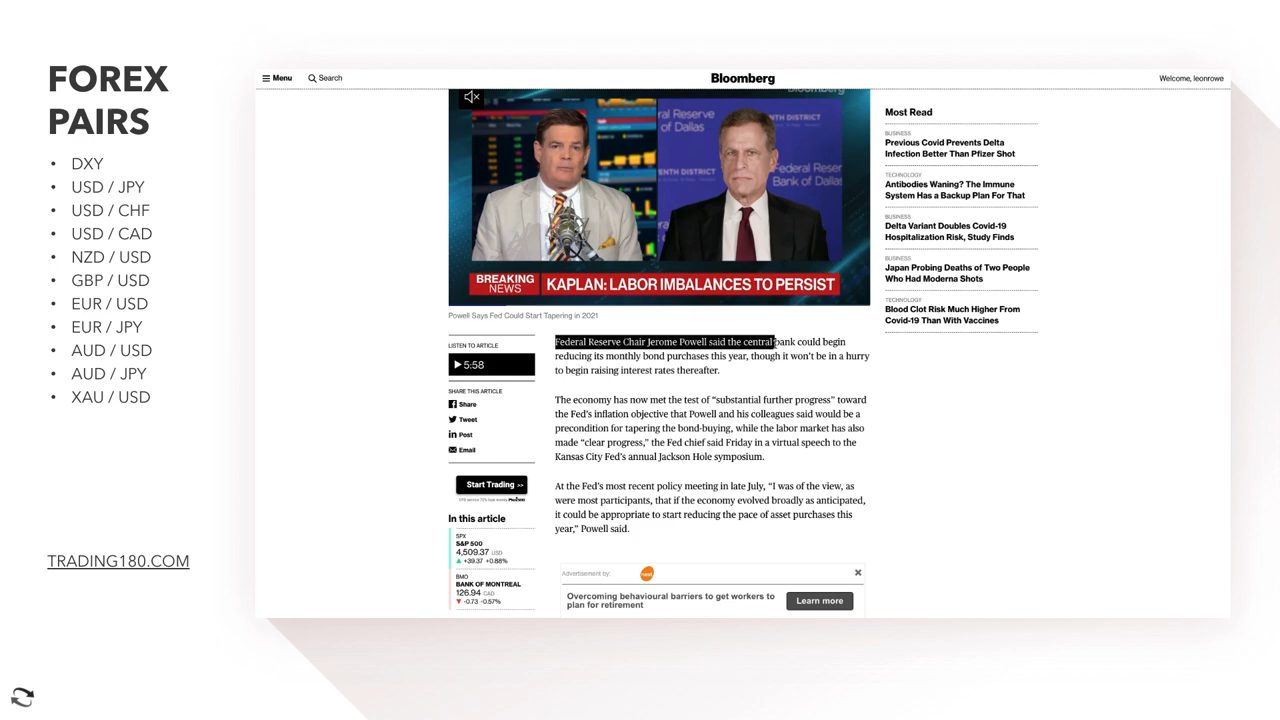 FOREX
PAIRS
• DXY
• USD / JPY
• USD / CHF
• USD / CAD
• NZD / USD
• GBP / USD
• EUR / USD
• EUR / JPY
• AUD / USD
• AUD / JPY
• XAU / USD
TRADING180.COM
Menu
Search
Bloomberg
Welcome, leonrowe
Bloomberg
eral Reserve
of Dallas
NTH DISTRICT
ENTH DISTRICT
Federal Reser
Bank of Dallas
BREAKING
NEWS
KAPLAN: LABOR IMBALANCES TO PERSIST
Powell Says Fed Could Start Tapering in 2021
LISTEN TO ARTICLE
5:58
SHARE THIS ARTICLE
Share
Tweet
Post
Email
Start Trading >>
In this article
SPX
S&P 500
4,509.37 USD
▲ +39.37 +0.88%
BMO
BANK OF MONTREAL
126.94 CAD
▼ -0.73 -0.57%
Federal Reserve Chair Jerome Powell said the central bank could begin
reducing its monthly bond purchases this year, though it won’t be in a hurry
to begin raising interest rates thereafter.
The economy has now met the test of “substantial further progress” toward
the Fed’s inflation objective that Powell and his colleagues said would be a
precondition for tapering the bond-buying, while the labor market has also
made “clear progress,” the Fed chief said Friday in a virtual speech to the
Kansas City Fed’s annual Jackson Hole symposium.
At the Fed’s most recent policy meeting in late July, “I was of the view, as
were most participants, that if the economy evolved broadly as anticipated,
it could be appropriate to start reducing the pace of asset purchases this
year,” Powell said.
Advertisement by:
nest
Overcoming behavioural barriers to get workers to
plan for retirement
Learn more
Most Read
BUSINESS
Previous Covid Prevents Delta
Infection Better Than Pfizer Shot
TECHNOLOGY
Antibodies Waning? The Immune
System Has a Backup Plan For That
BUSINESS
Delta Variant Doubles Covid-19
Hospitalization Risk, Study Finds
BUSINESS
Japan Probing Deaths of Two People
Who Had Moderna Shots
TECHNOLOGY
Blood Clot Risk Much Higher From
Covid-19 Than With Vaccines